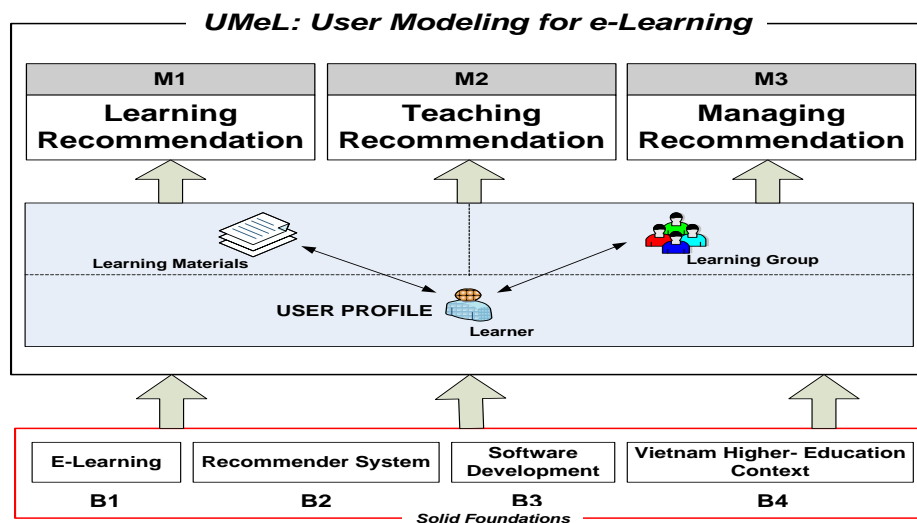 UMeL: User Modeling for e-Learning
M1
Learning
Recommendation
M2
Teaching
Recommendation
M3
Managing
Recommendation
Learning Materials
Learning Group
USER PROFILE
Learner
E-Learning
Recommender System
Software
Development
Vietnam Higher- Education
Context
B1
B2
B3
B4
Solid Foundations